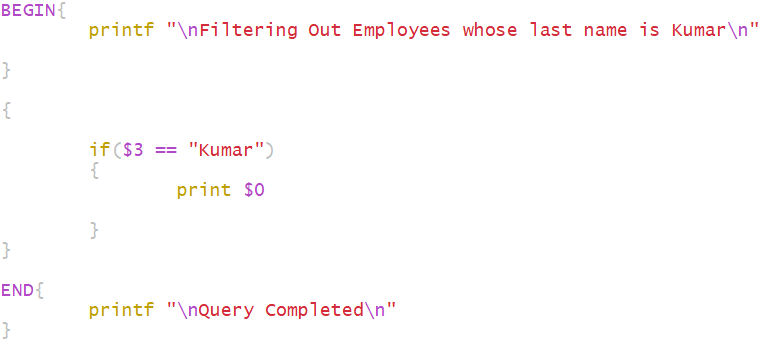 BEGIN{
printf "\nFiltering Out Employees whose last name is Kumar\n"
}
{
if($3 == "Kumar")
{
print $0
}
}
END{
printf "\nQuery Completed\n"
}